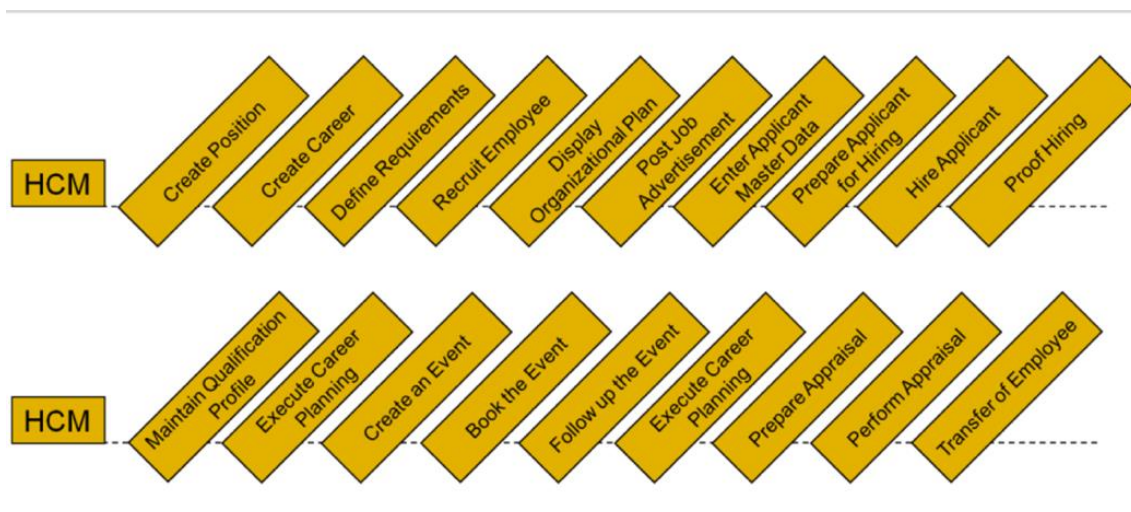 HCM
Create Position
Create Career
Define Requirements
Recruit Employee
Display
Organizational Plan
Post Job
Advertisement
Enter Applicant
Master Data
Prepare Applicant
for Hiring
Hire Applicant
Proof Hiring
HCM
Maintain Qualification
Profile
Execute Career
Planning
Create an Event
Book the Event
Follow up the Event
Execute Career
Planning
Prepare Appraisal
Perform Appraisal
Transfer of Employee